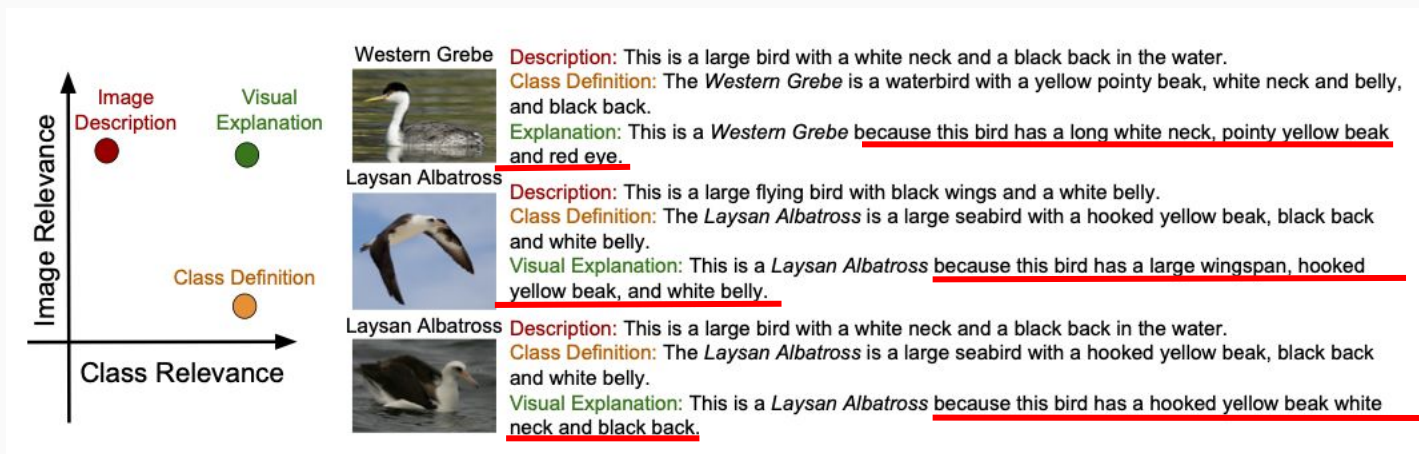 Image
Description
Visual
Explanation
Class Definition
Image Relevance
Class Relevance
Western Grebe
Description: This is a large bird with a white neck and a black back in the water.
Class Definition: The Western Grebe is a waterbird with a yellow pointy beak, white neck and belly,
and black back.
Explanation: This is a Western Grebe because this bird has a long white neck, pointy yellow beak
and red eye.
Laysan Albatross
Description: This is a large flying bird with black wings and a white belly.
Class Definition: The Laysan Albatross is a large seabird with a hooked yellow beak, black back
and white belly.
Visual Explanation: This is a Laysan Albatross because this bird has a large wingspan, hooked
yellow beak, and white belly.
Laysan Albatross
Description: This is a large bird with a white neck and a black back in the water.
Class Definition: The Laysan Albatross is a large seabird with a hooked yellow beak, black back
and white belly.
Visual Explanation: This is a Laysan Albatross because this bird has a hooked yellow beak white
neck and black back.